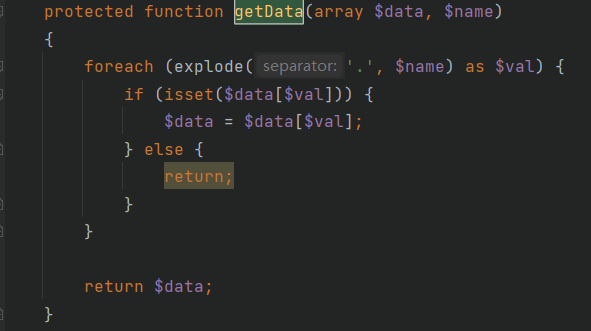 protected function getData(array $data, $name)
{
foreach (explode( separator: '.', $name) as $val) {
if (isset($data[$val])) {
$data = $data[$val];
} else {
return;
}
}
return $data;
}